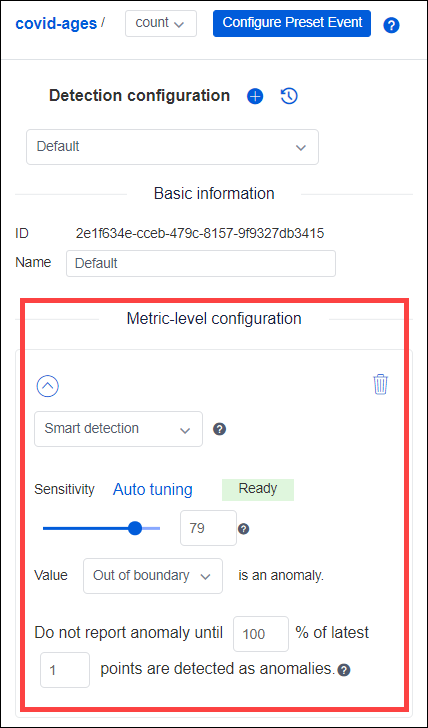 covid-ages / count Configure Preset Event ?
Detection configuration
Default
Basic information
ID 2e1f634e-cceb-479c-8157-9f9327db3415
Name Default
Metric-level configuration
Smart detection ?
Sensitivity Auto tuning Ready
79 ?
Value Out of boundary is an anomaly.
Do not report anomaly until 100 % of latest
1 points are detected as anomalies. ?